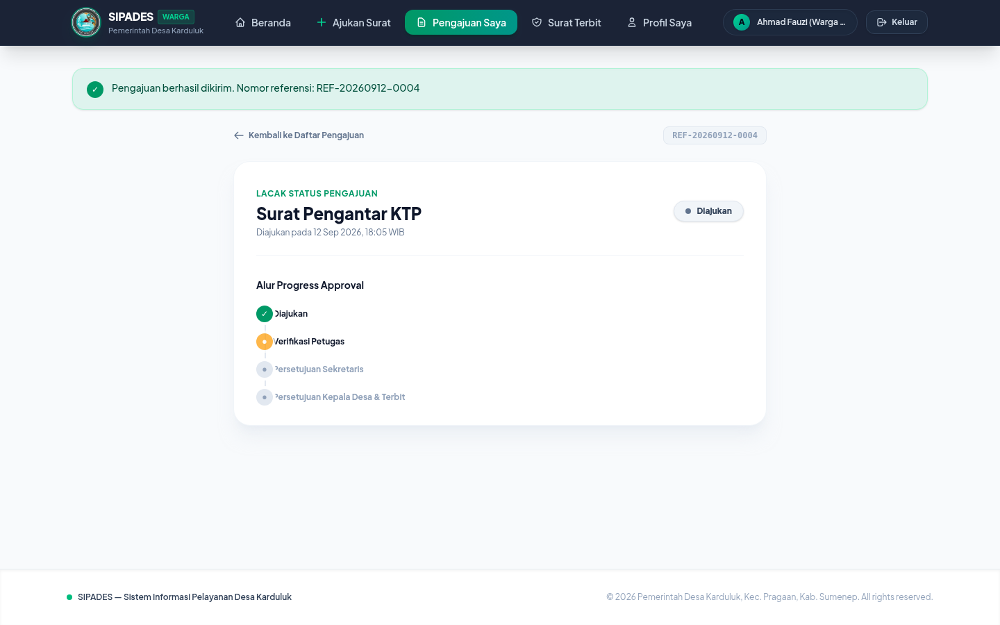 SIPADES WARGA
Pemerintah Desa Karduluk
Beranda
Ajukan Surat
Pengajuan Saya
Surat Terbit
Profil Saya
A Ahmad Fauzi (Warga ...
Keluar
Pengajuan berhasil dikirim. Nomor referensi: REF-20260912-0004
Kembali ke Daftar Pengajuan
REF-20260912-0004
LACAK STATUS PENGAJUAN
Surat Pengantar KTP
Diajukan pada 12 Sep 2026, 18:05 WIB
Diajukan
Alur Progress Approval
Diajukan
Verifikasi Petugas
Persetujuan Sekretaris
Persetujuan Kepala Desa & Terbit
SIPADES — Sistem Informasi Pelayanan Desa Karduluk
© 2026 Pemerintah Desa Karduluk, Kec. Pragaan, Kab. Sumenep. All rights reserved.